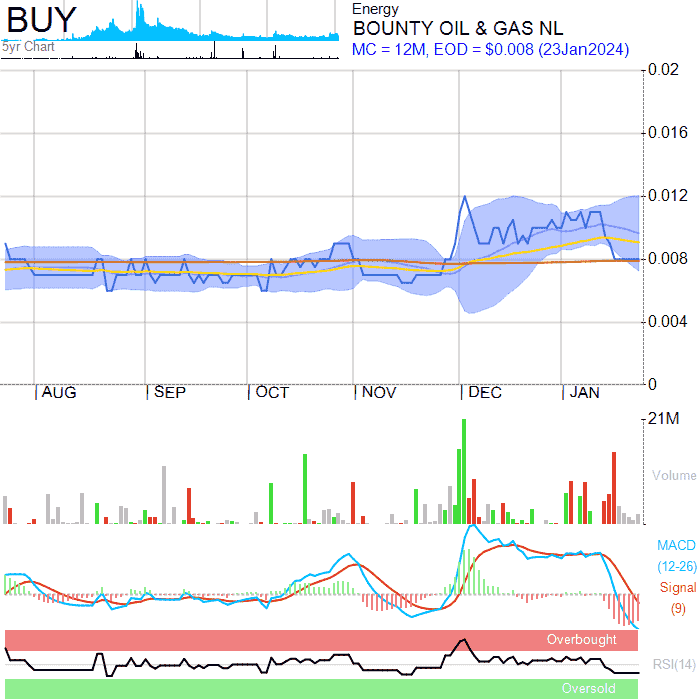 BUY
5yr Chart
Energy
BOUNTY OIL & GAS NL
MC = 12M, EOD = $0.008 (23Jan2024)
0.02
0.016
0.012
0.008
0.004
0
AUG SEP OCT NOV DEC JAN
21M
Volume
MACD
(12-26)
Signal
(9)
Overbought
RSI(14)
Oversold